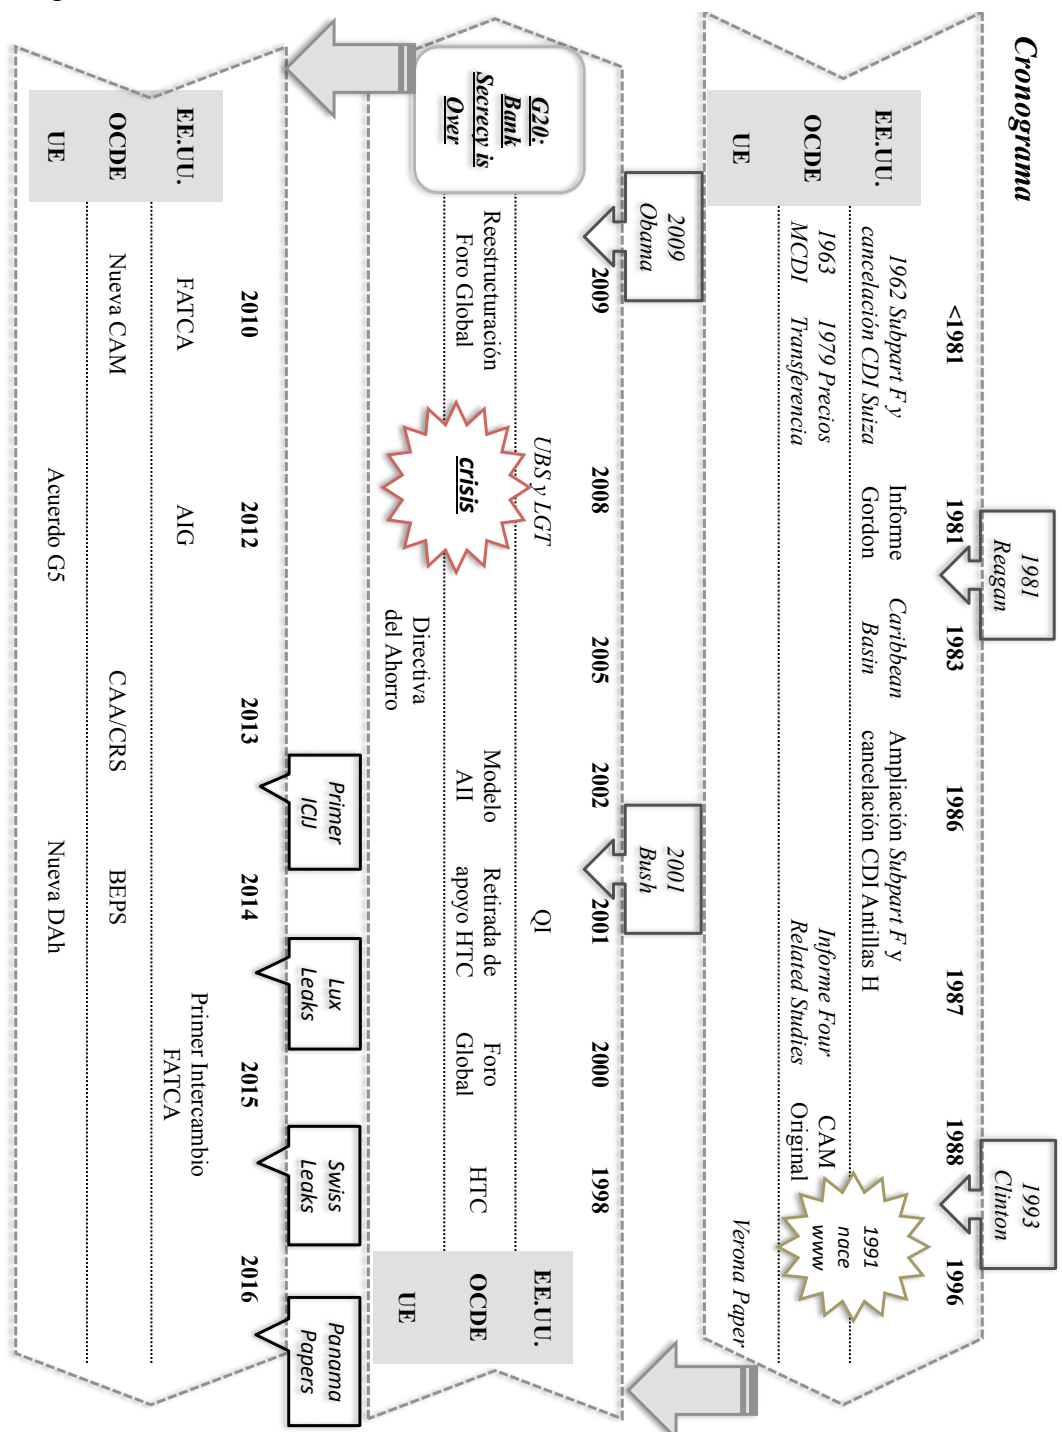 Cronograma
1981
Reagan
1993
Clinton
<1981
1981
1983
1986
1987
1988
1996
EE.UU.
1962 Subpart F y
cancelación CDI Suiza
Informe
Gordon
Caribbean
Basin
Ampliación Subpart F y
cancelación CDI Antillas H
OCDE
1963
MCDI
1979 Precios
Transferencia
Informe Four
Related Studies
CAM
Original
1991
nace
www
UE
Verona Paper
2009
Obama
2001
Bush
2009
2008
2005
2002
2001
2000
1998
G20:
Bank
Secrecy is
Over
UBS y LGT
QI
EE.UU.
Reestructuración
Foro Global
crisis
Modelo
AII
Retirada de
apoyo HTC
Foro
Global
HTC
OCDE
Directiva
del Ahorro
UE
Primer
ICIJ
Lux
Leaks
Swiss
Leaks
Panama
Papers
2010
2012
2013
2014
2015
2016
EE.UU.
FATCA
AIG
Primer Intercambio
FATCA
OCDE
Nueva CAM
CAA/CRS
BEPS
UE
Acuerdo G5
Nueva DAh